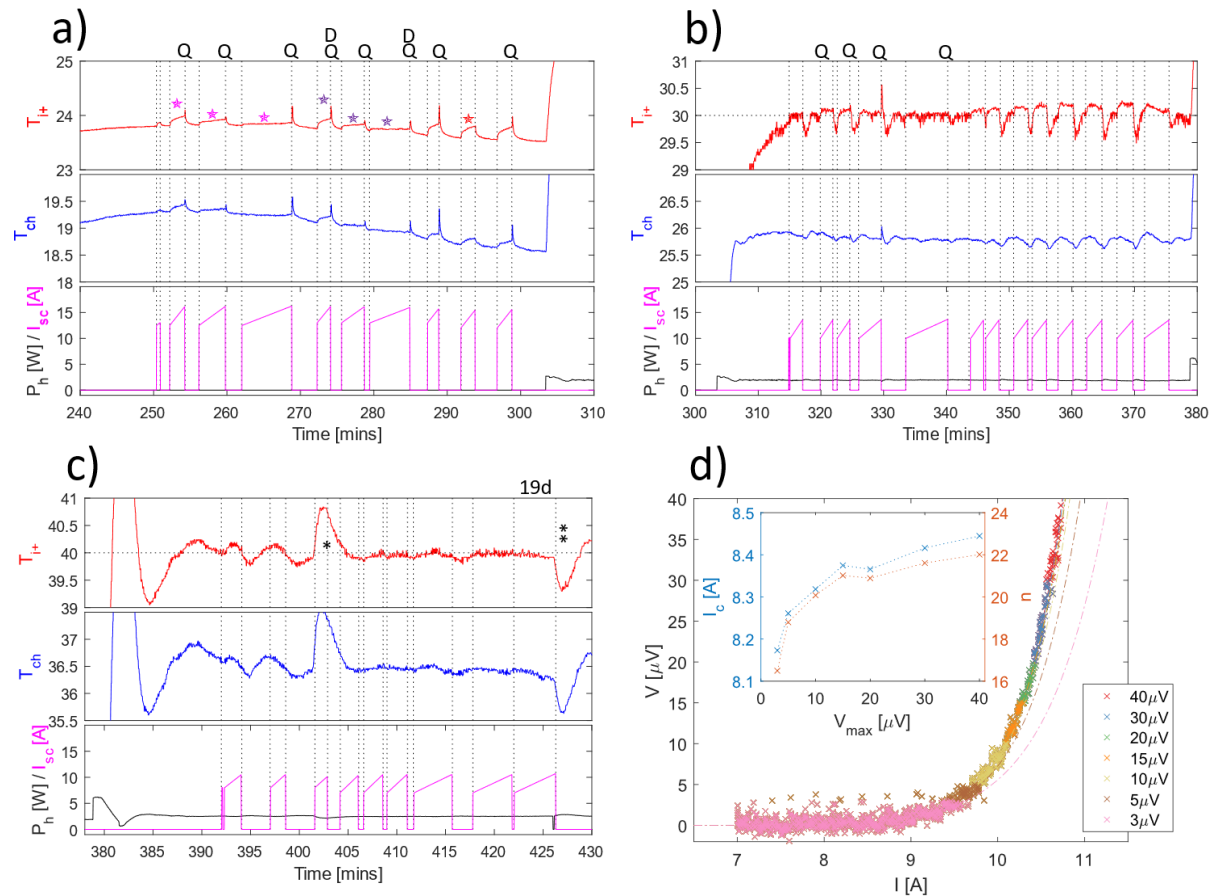 a)
D D
Q Q Q Q Q Q Q Q
25
24
23
T_i+
19.5
19
18.5
18
T_ch
15
10
5
0
P_h [W] / I_sc [A]
240 250 260 270 280 290 300 310
Time [mins]
b)
Q Q Q Q
31
30
29
T_i+
26.5
26
25.5
25
T_ch
15
10
5
0
P_h [W] / I_sc [A]
300 310 320 330 340 350 360 370 380
Time [mins]
c)
19d
41
40.5
40
39.5
39
T_i+
*
**
37
36.5
36
35.5
T_ch
15
10
5
0
P_h [W] / I_sc [A]
380 385 390 395 400 405 410 415 420 425 430
Time [mins]
d)
40
35
30
25
20
15
10
5
0
V [μV]
7 8 9 10 11
I [A]
8.5
8.4
8.3
8.2
8.1
I_c [A]
24
22
20
18
16
n
0 10 20 30 40
V_max [μV]
40μV
30μV
20μV
15μV
10μV
5μV
3μV